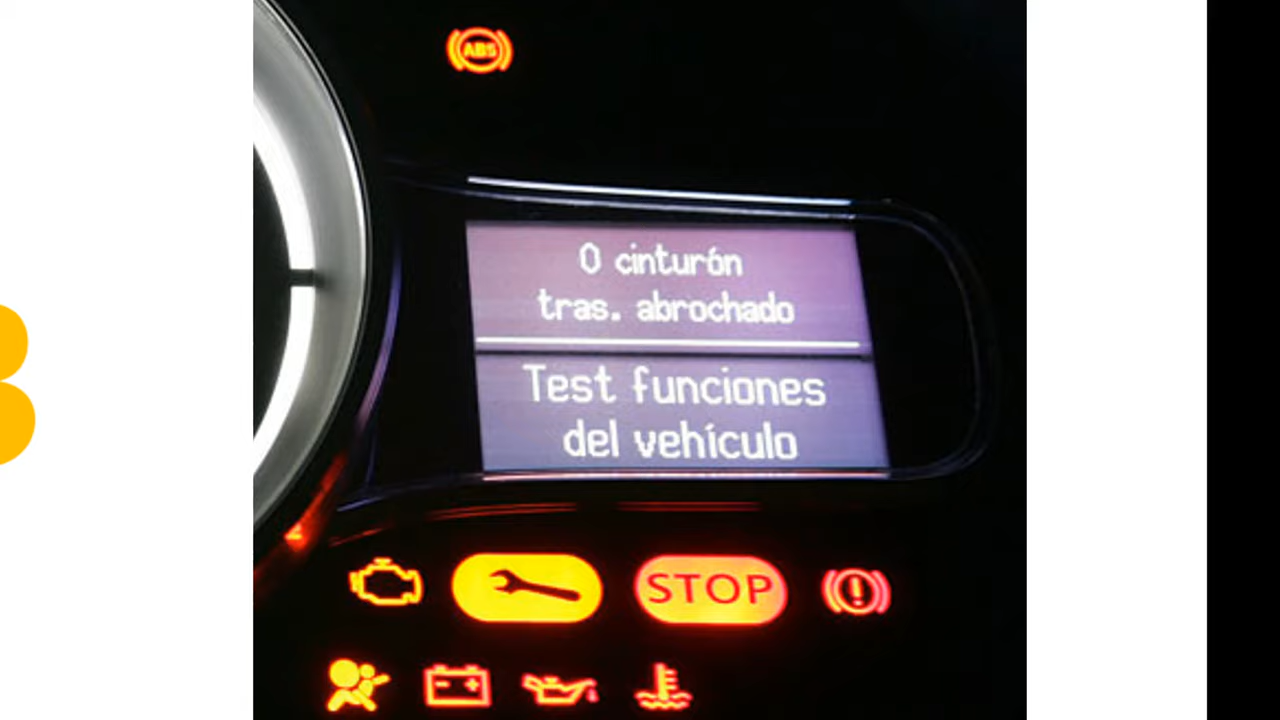 ABS
0 cinturón
tras. abrochado
Test funciones
del vehículo
STOP